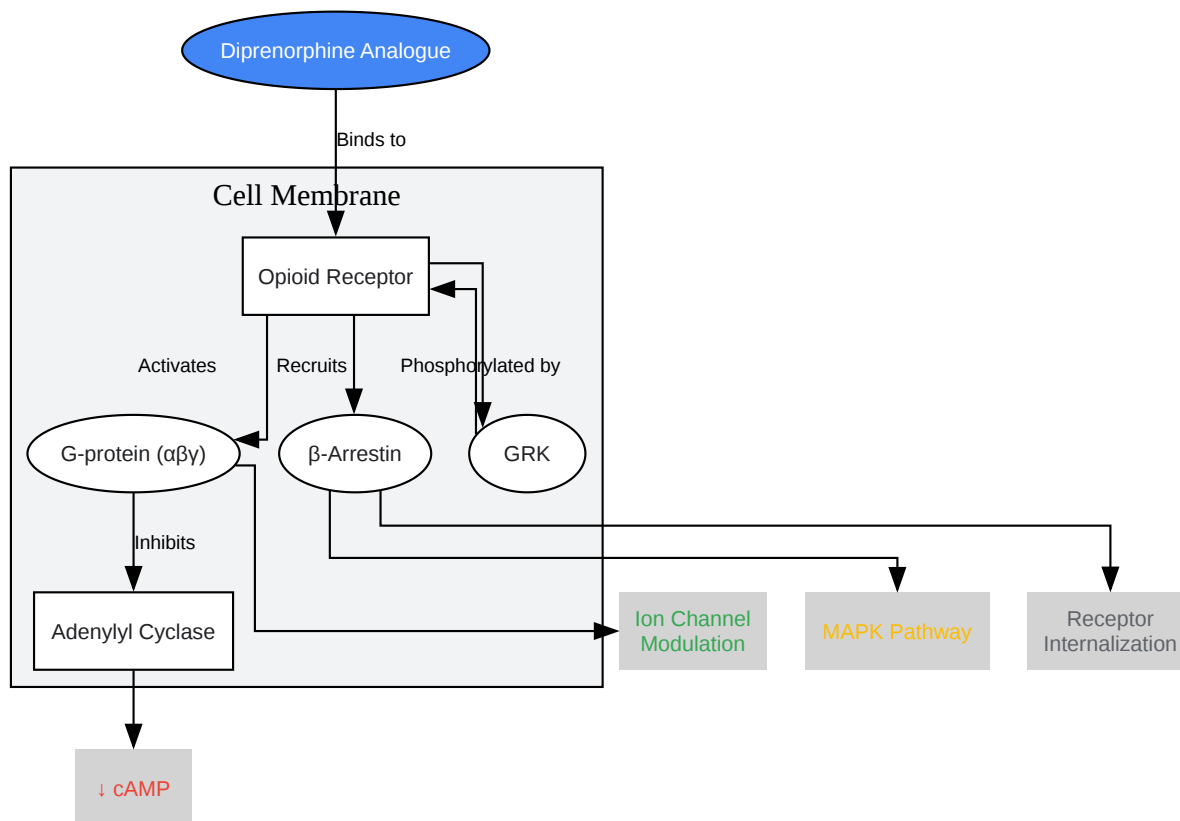 Diprenorphine Analogue
Binds to
Cell Membrane
Opioid Receptor
Activates
Recruits
Phosphorylated by
G-protein (αβγ)
β-Arrestin
GRK
Inhibits
Adenylyl Cyclase
Ion Channel
Modulation
MAPK Pathway
Receptor
Internalization
↓ cAMP